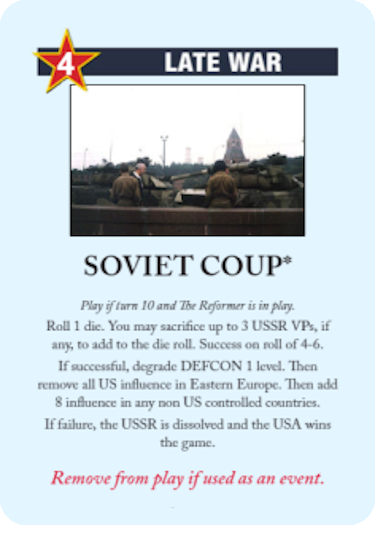 4
LATE WAR
SOVIET COUP*
Play if turn 10 and The Reformer is in play.
Roll 1 die. You may sacrifice up to 3 USSR VPs, if
any, to add to the die roll. Success on roll of 4-6.
If successful, degrade DEFCON 1 level. Then
remove all US influence in Eastern Europe. Then add
8 influence in any non US controlled countries.
If failure, the USSR is dissolved and the USA wins
the game.
Remove from play if used as an event.